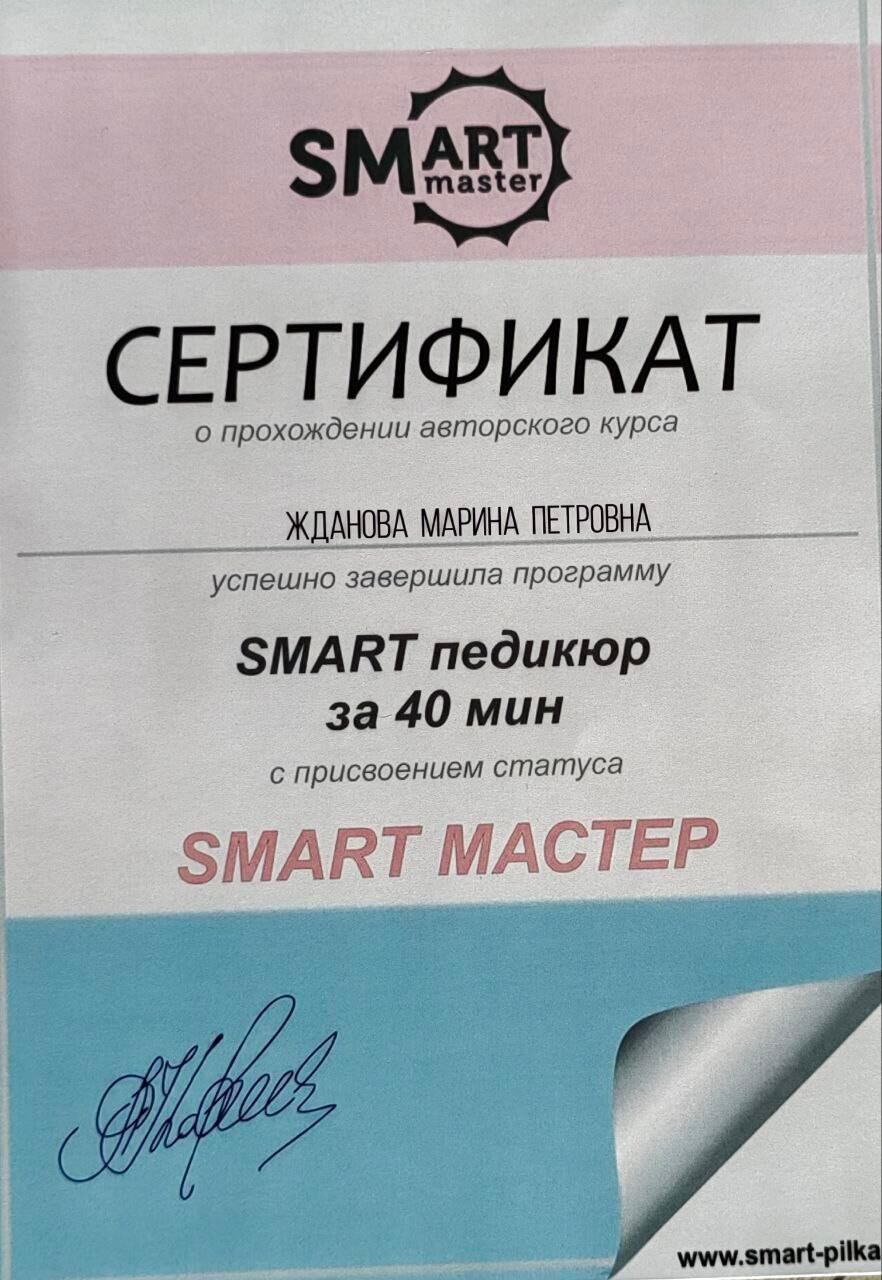 SMART
master
СЕРТИФИКАТ
о прохождении авторского курса
ЖДАНОВА МАРИНА ПЕТРОВНА
успешно завершила программу
SMART педикюр
за 40 мин
с присвоением статуса
SMART МАСТЕР
www.smart-pilka